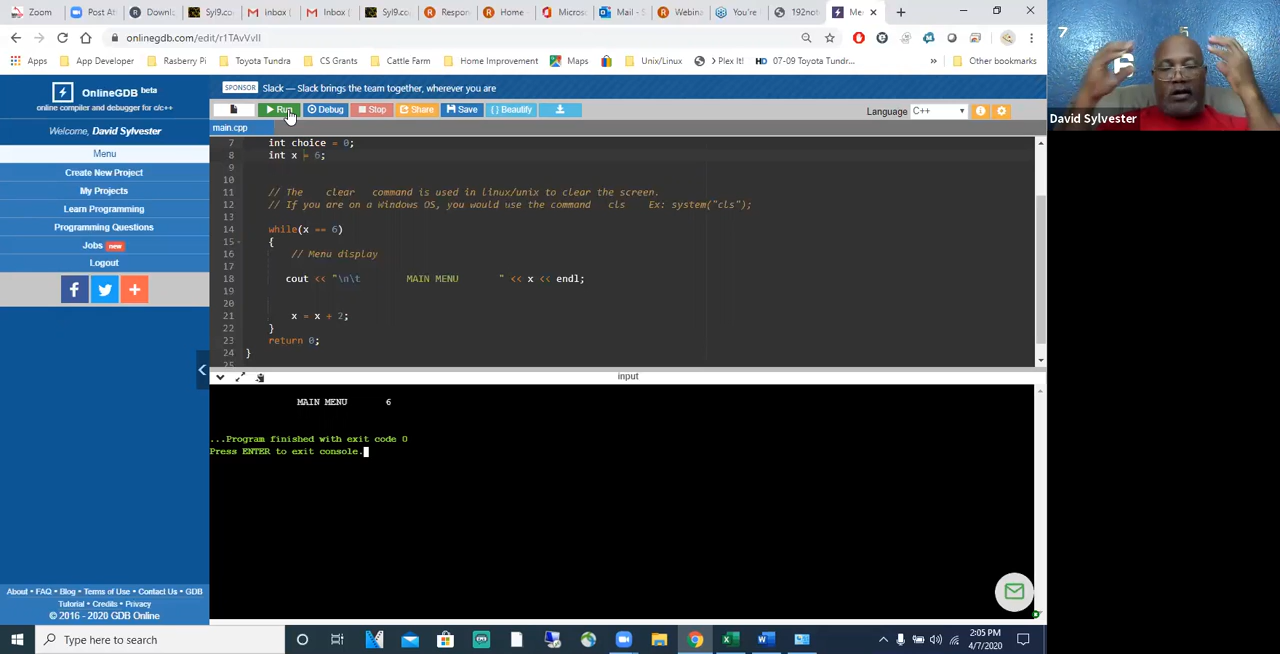 Zoom
Post At
Downl
Syl9.co
inbox (
Inbox (
Syl9.co
Respon
Home
Micros
Mail - S
Webina
You're
192not
Me
onlinegdb.com/edit/r1TAvVvII
Apps
App Developer
Rasberry Pi
Toyota Tundra
CS Grants
Cattle Farm
Home Improvement
Maps
Unix/Linux
> Plex It!
HD 07-09 Toyota Tundr...
»
Other bookmarks
OnlineGDB beta
online compiler and debugger for c/c++
Welcome, David Sylvester
Menu
Create New Project
My Projects
Learn Programming
Programming Questions
Jobs new
Logout
About • FAQ • Blog • Terms of Use • Contact Us • GDB
Tutorial • Credits • Privacy
© 2016 - 2020 GDB Online
SPONSOR Slack — Slack brings the team together, wherever you are
Run
Debug
Stop
Share
Save
{ } Beautify
Language C++
main.cpp
7 int choice = 0;
8 int x = 6;
9
10
11 // The clear command is used in linux/unix to clear the screen.
12 // If you are on a Windows OS, you would use the command cls Ex: system("cls");
13
14 while(x == 6)
15 {
16 // Menu display
17
18 cout << "\n\t MAIN MENU " << x << endl;
19
20
21 x = x + 2;
22 }
23 return 0;
24 }
25
input
MAIN MENU 6
...Program finished with exit code 0
Press ENTER to exit console.
Type here to search
2:05 PM
4/7/2020
David Sylvester